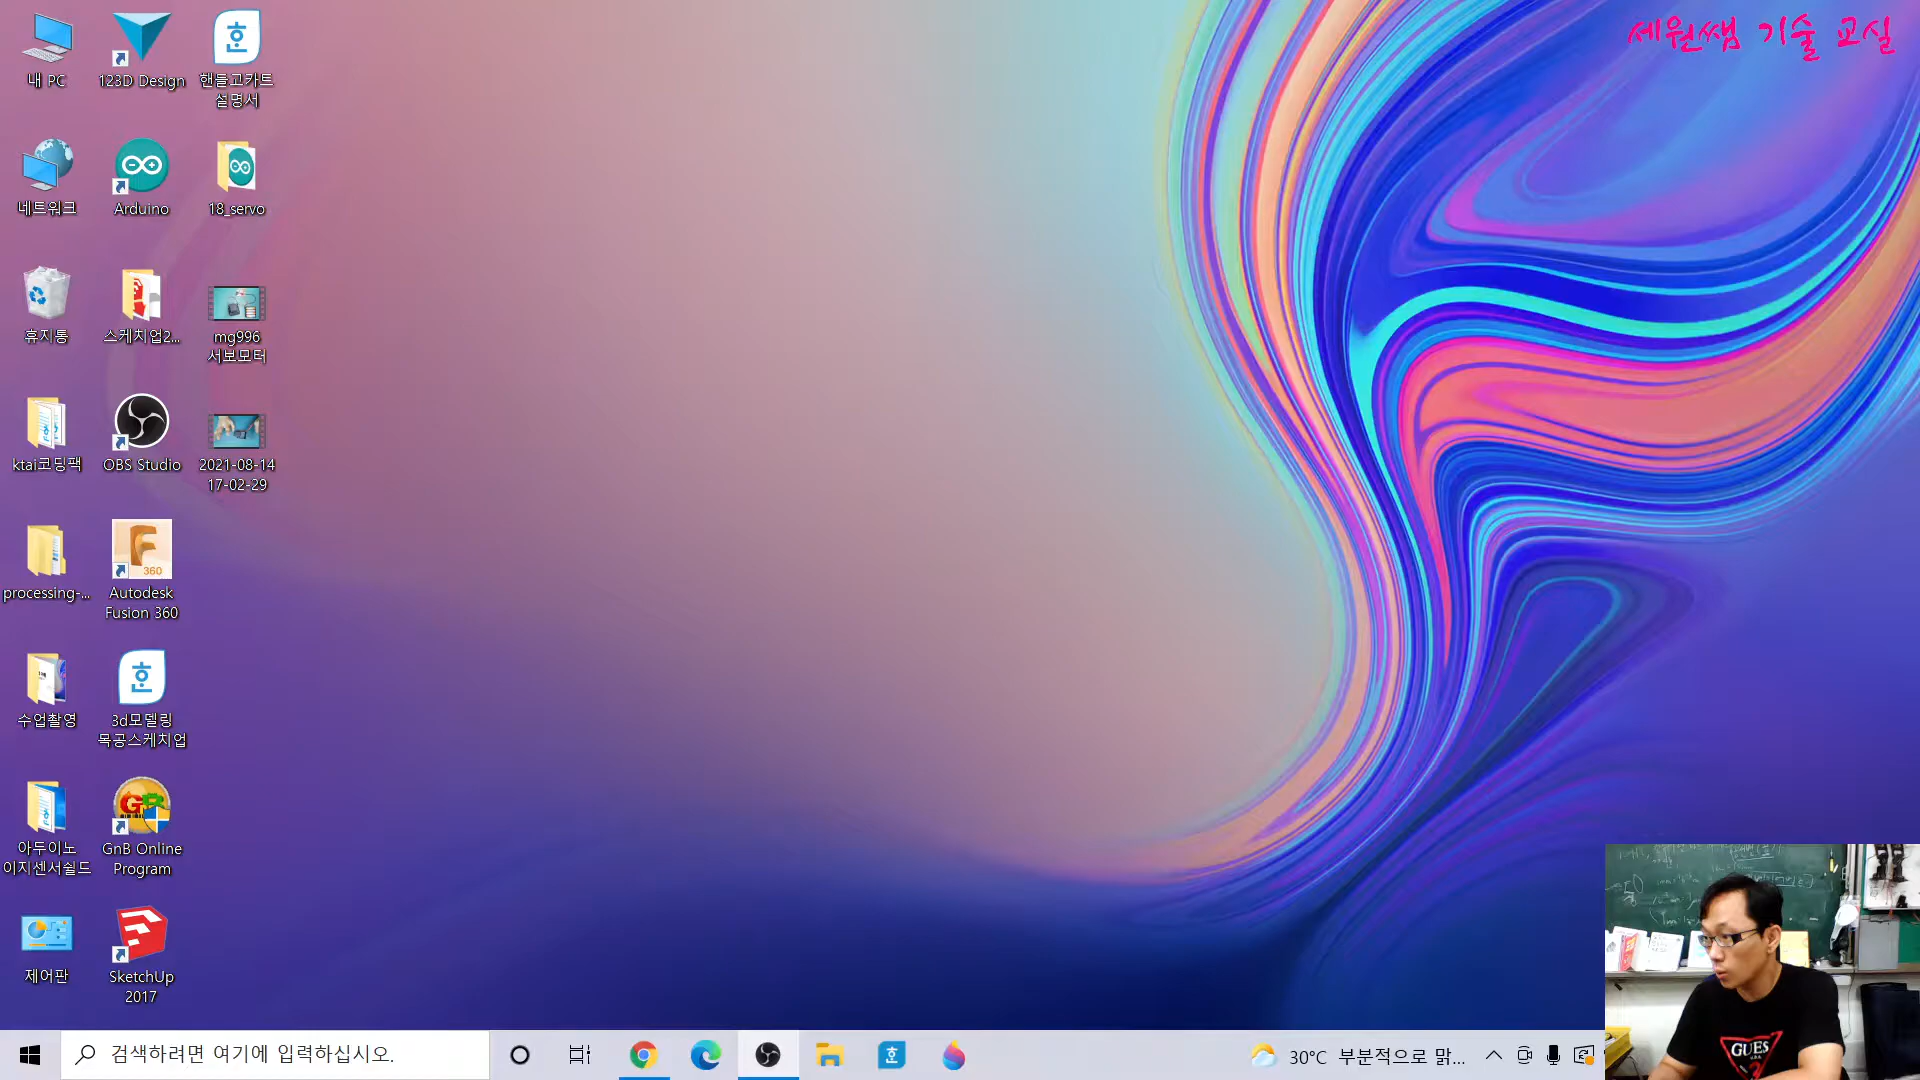 세원쌤 기술 교실
내 PC
123D Design
핸들고카트
설명서
네트워크
Arduino
18_servo
휴지통
스케치업2...
mg996
서보모터
ktai코딩팩
OBS Studio
2021-08-14
17-02-29
processing-...
360
Autodesk
Fusion 360
수업촬영
3d모델링
목공스케치업
아두이노
이지센서쉴드
GnB Online
Program
제어판
SketchUp
2017
GUESS
검색하려면 여기에 입력하십시오.
30°C 부분적으로 맑...